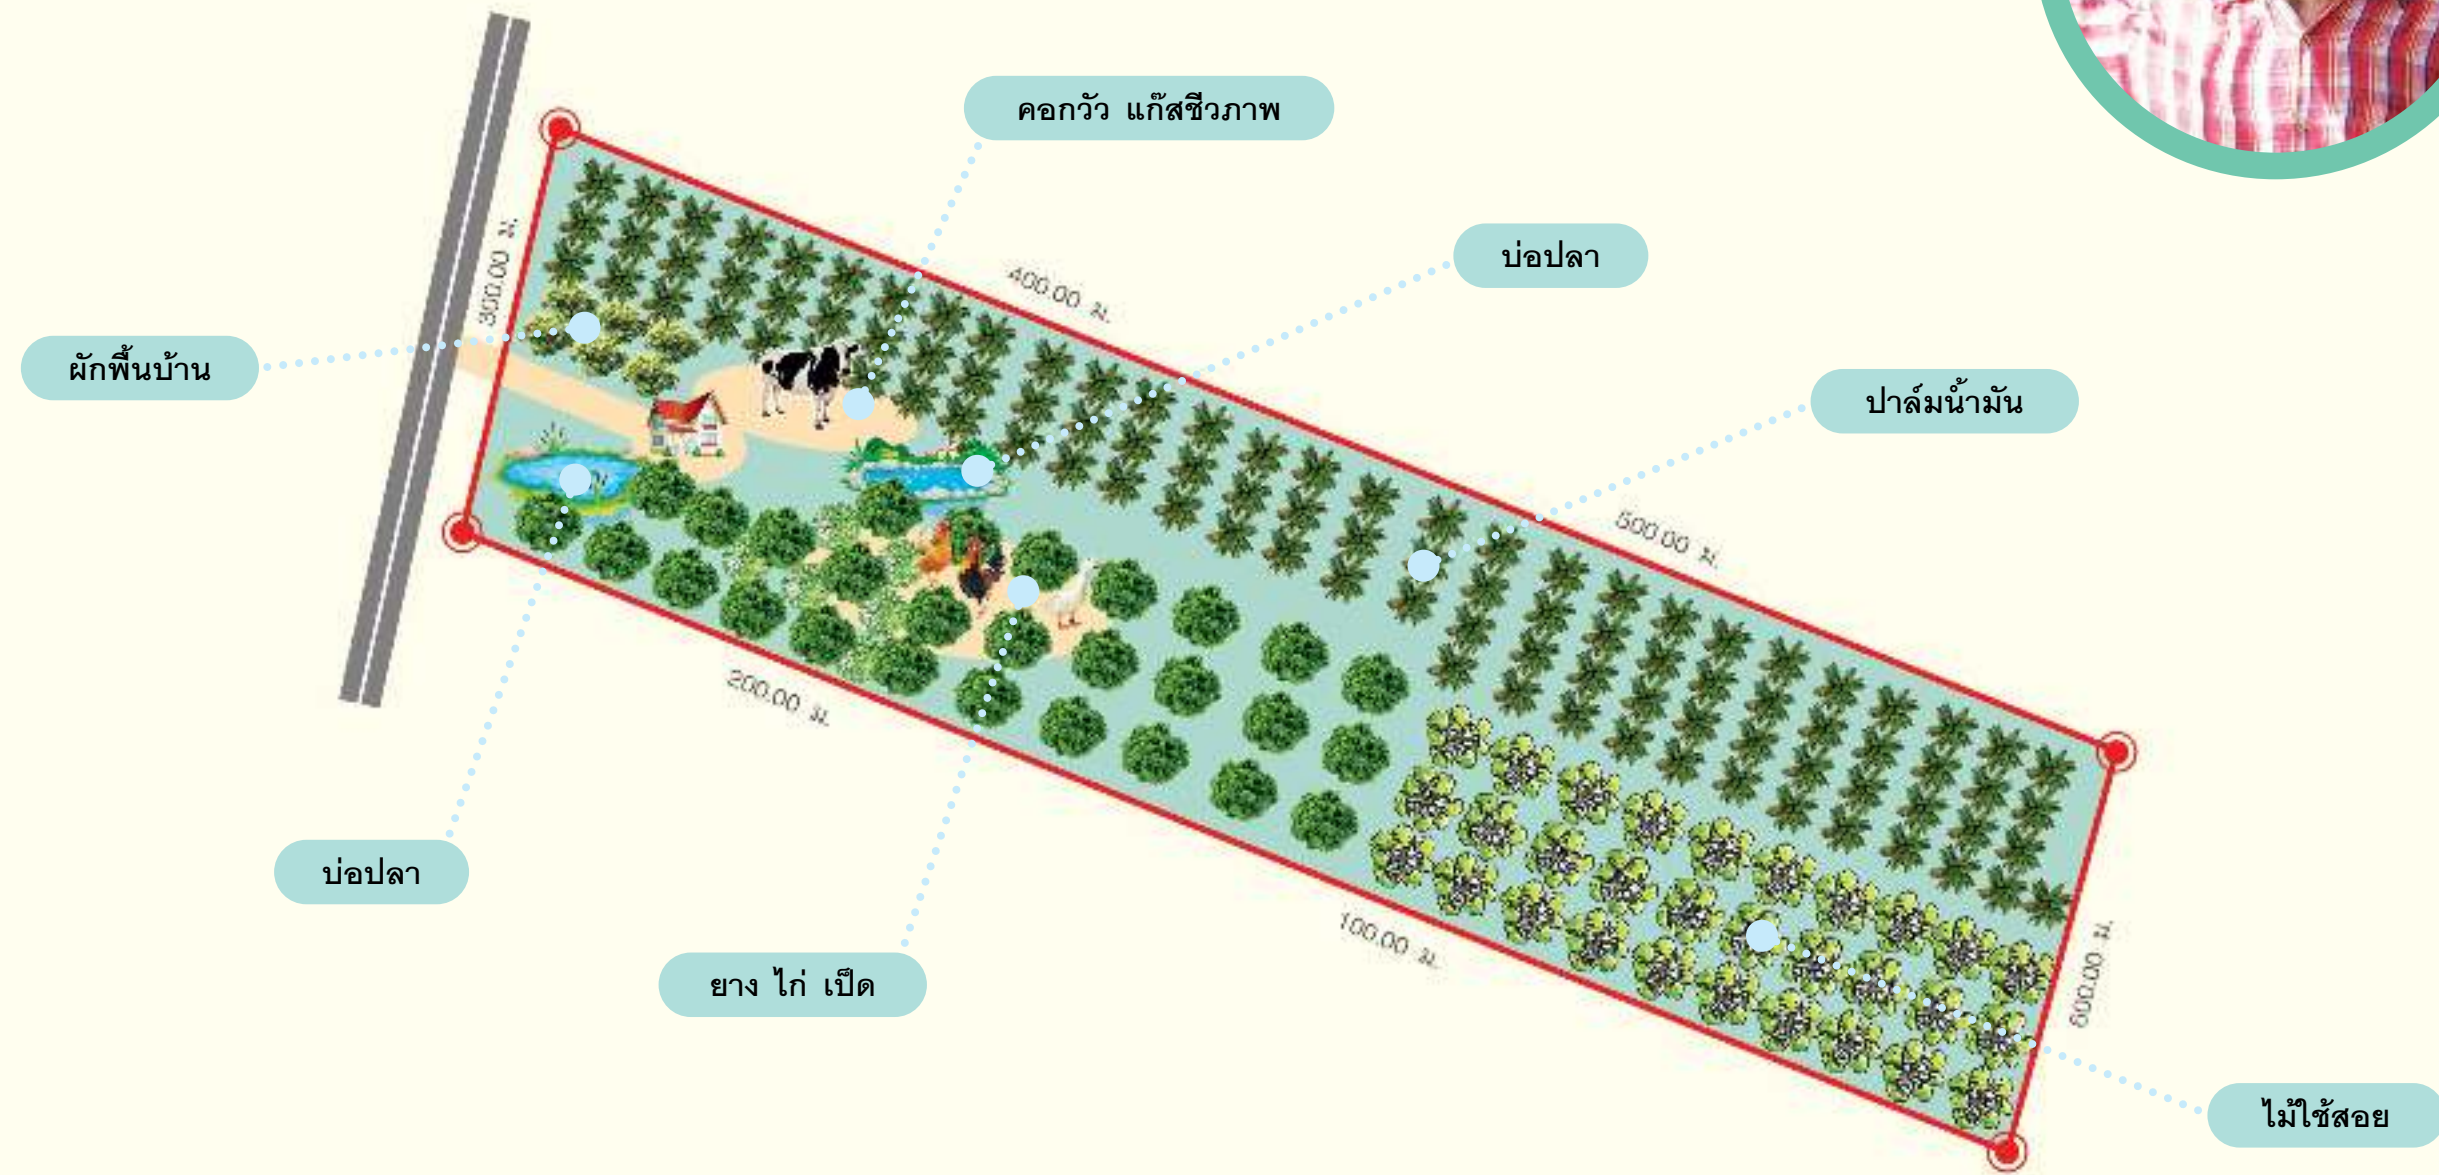 คอกวัว แก๊สชีวภาพ
บ่อปลา
400.00 ม.
300.00 ม.
ผักพื้นบ้าน
ปาล์มน้ำมัน
500.00 ม.
200.00 ม.
บ่อปลา
100.00 ม.
ยาง ไก่ เป็ด
600.00 ม.
ไม้ใช้สอย